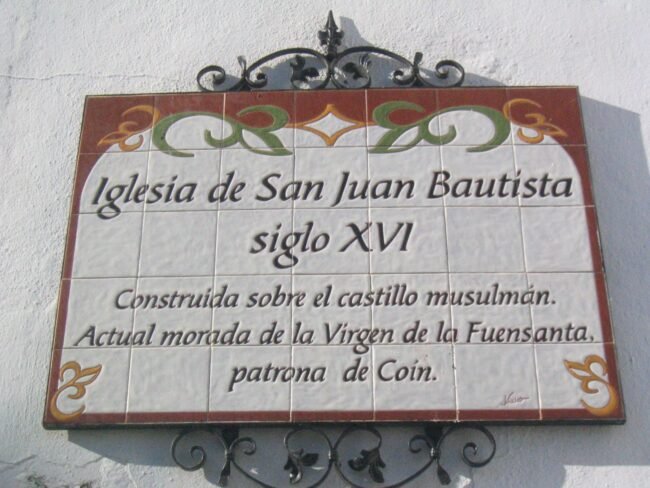 Iglesia de San Juan Bautista
siglo XVI
Construida sobre el castillo musulmán.
Actual morada de la Virgen de la Fuensanta,
patrona de Coín.